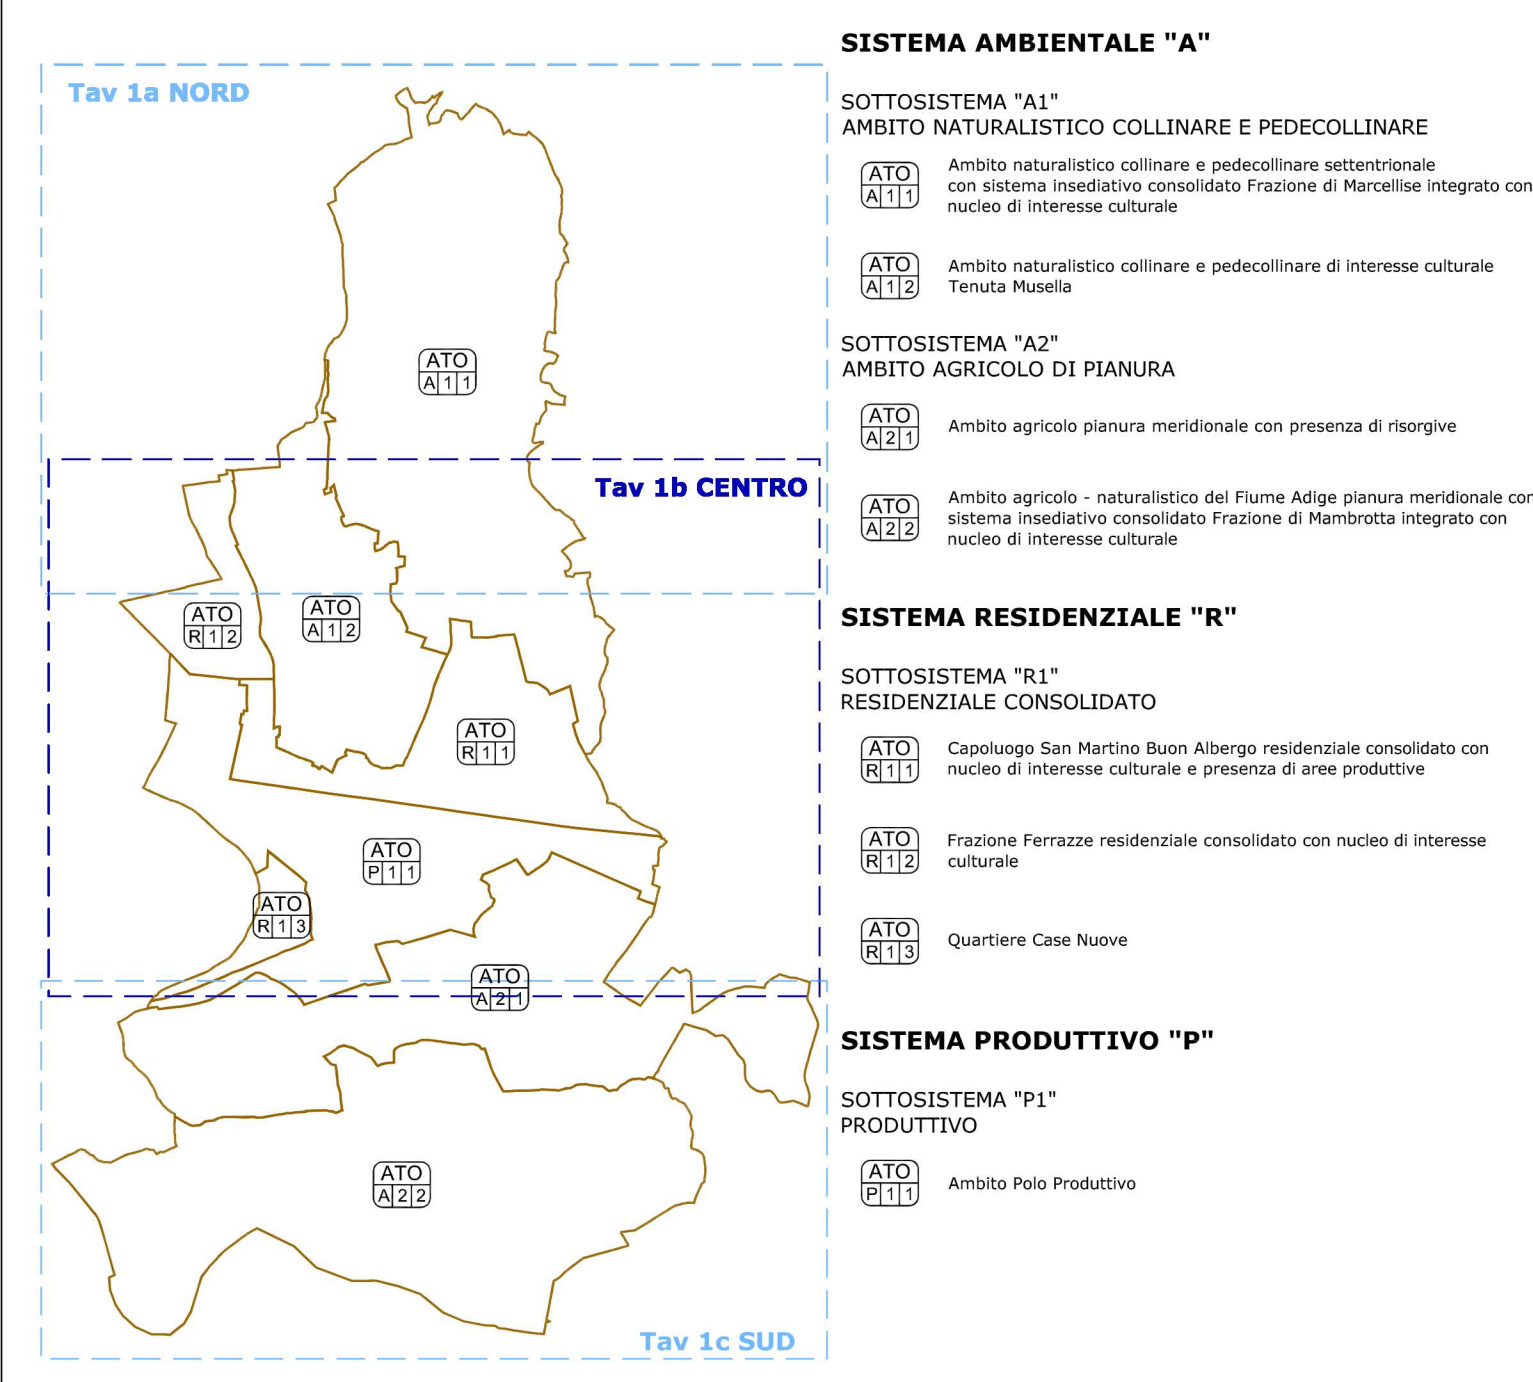 Tav 1a NORD
ATO
A 1 1
Tav 1b CENTRO
ATO
R 1 2
ATO
A 1 2
ATO
R 1 1
ATO
P 1 1
ATO
R 1 3
ATO
A 2 1
ATO
A 2 2
Tav 1c SUD
SISTEMA AMBIENTALE "A"
SOTTOSISTEMA "A1"
AMBITO NATURALISTICO COLLINARE E PEDECOLLINARE
ATO
A 1 1
Ambito naturalistico collinare e pedecollinare settentrionale
con sistema insediativo consolidato Frazione di Marcellise integrato con
nucleo di interesse culturale
ATO
A 1 2
Ambito naturalistico collinare e pedecollinare di interesse culturale
Tenuta Musella
SOTTOSISTEMA "A2"
AMBITO AGRICOLO DI PIANURA
ATO
A 2 1
Ambito agricolo pianura meridionale con presenza di risorgive
ATO
A 2 2
Ambito agricolo - naturalistico del Fiume Adige pianura meridionale con
sistema insediativo consolidato Frazione di Mambrotta integrato con
nucleo di interesse culturale
SISTEMA RESIDENZIALE "R"
SOTTOSISTEMA "R1"
RESIDENZIALE CONSOLIDATO
ATO
R 1 1
Capoluogo San Martino Buon Albergo residenziale consolidato con
nucleo di interesse culturale e presenza di aree produttive
ATO
R 1 2
Frazione Ferrazze residenziale consolidato con nucleo di interesse
culturale
ATO
R 1 3
Quartiere Case Nuove
SISTEMA PRODUTTIVO "P"
SOTTOSISTEMA "P1"
PRODUTTIVO
ATO
P 1 1
Ambito Polo Produttivo